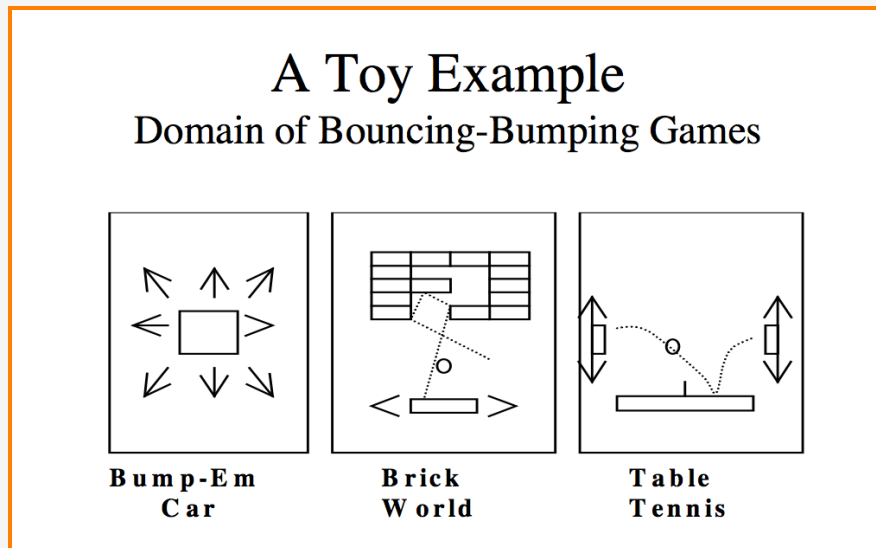 A Toy Example
Domain of Bouncing-Bumping Games
Bump-Em
Car
Brick
World
Table
Tennis